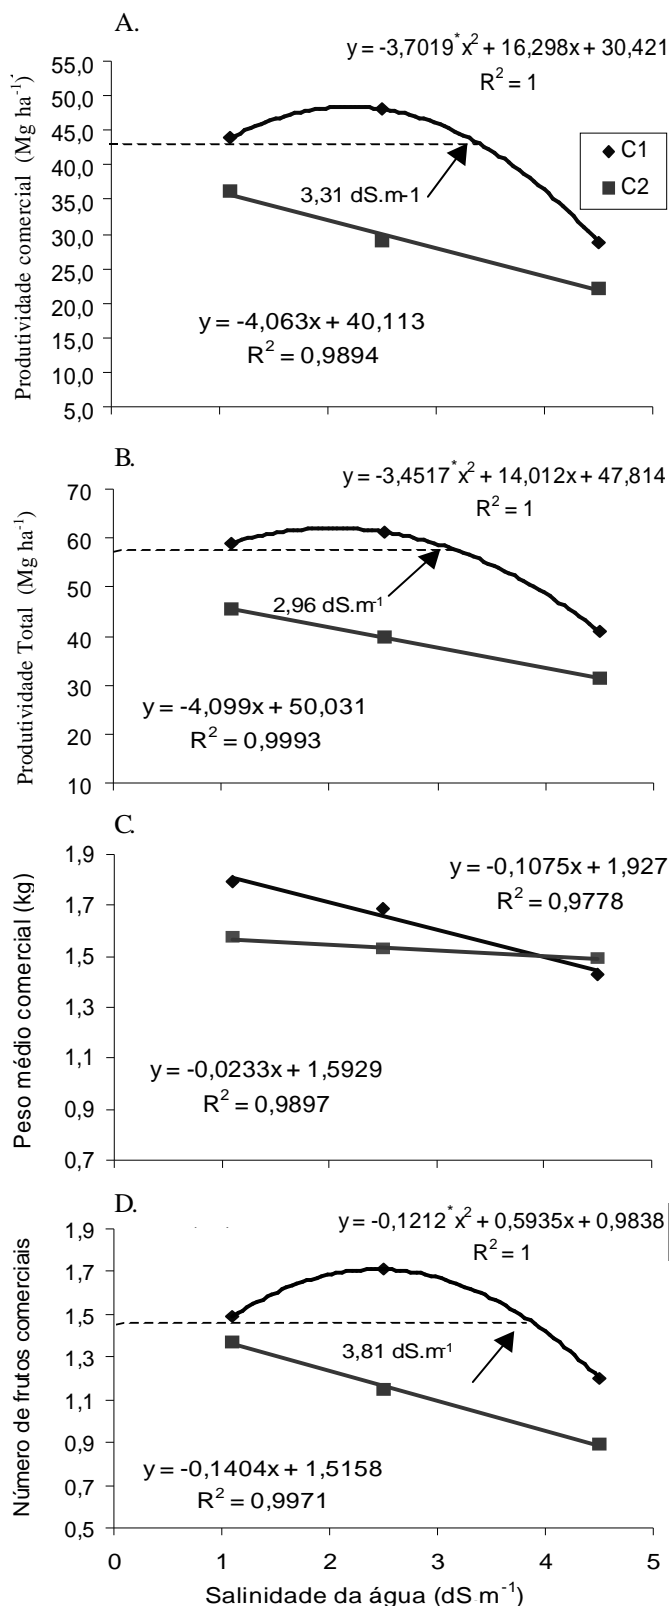 A.
y = -3,7019*x² + 16,298x + 30,421
R² = 1
Produtividade comercial (Mg ha⁻¹)
55,0
50,0
45,0
40,0
35,0
30,0
25,0
20,0
15,0
10,0
5,0
C1
C2
3,31 dS.m-1
y = -4,063x + 40,113
R² = 0,9894
B.
y = -3,4517*x² + 14,012x + 47,814
R² = 1
Produtividade Total (Mg ha⁻¹)
70
60
50
40
30
20
10
2,96 dS.m⁻¹
y = -4,099x + 50,031
R² = 0,9993
C.
Peso médio comercial (kg)
1,9
1,7
1,5
1,3
1,1
0,9
0,7
y = -0,1075x + 1,927
R² = 0,9778
y = -0,0233x + 1,5929
R² = 0,9897
D.
y = -0,1212*x² + 0,5935x + 0,9838
R² = 1
Número de frutos comerciais
1,9
1,7
1,5
1,3
1,1
0,9
0,7
0,5
3,81 dS.m⁻¹
y = -0,1404x + 1,5158
R² = 0,9971
0 1 2 3 4 5
Salinidade da água (dS.m⁻¹)